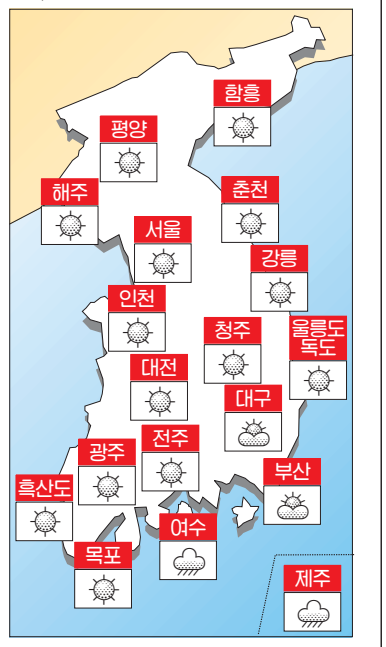 함흥
평양
해주
춘천
서울
강릉
인천
청주
울릉도
독도
대전
대구
전주
광주
부산
흑산도
여수
목포
제주